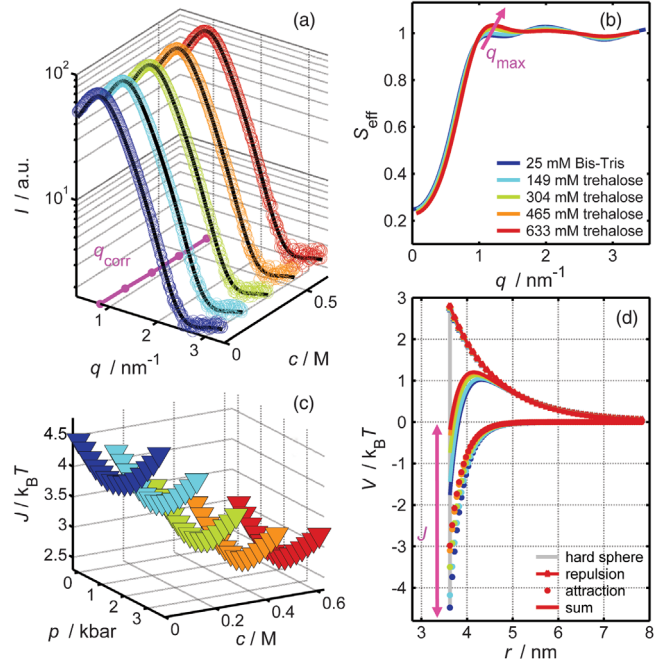 (a)
10²
10¹
I / a.u.
q_corr
1
2
3
q / nm⁻¹
0
0.5
c / M
(b)
q_max
1
0.8
0.6
0.4
0.2
S_eff
25 mM Bis-Tris
149 mM trehalose
304 mM trehalose
465 mM trehalose
633 mM trehalose
0
1
2
3
q / nm⁻¹
(c)
4.5
4
3.5
3
2.5
J / k_BT
0
1
2
3
p / kbar
0
0.2
0.4
0.6
c / M
(d)
3
2
1
0
-1
-2
-3
-4
V / k_BT
J
hard sphere
repulsion
attraction
sum
3
4
5
6
7
8
r / nm